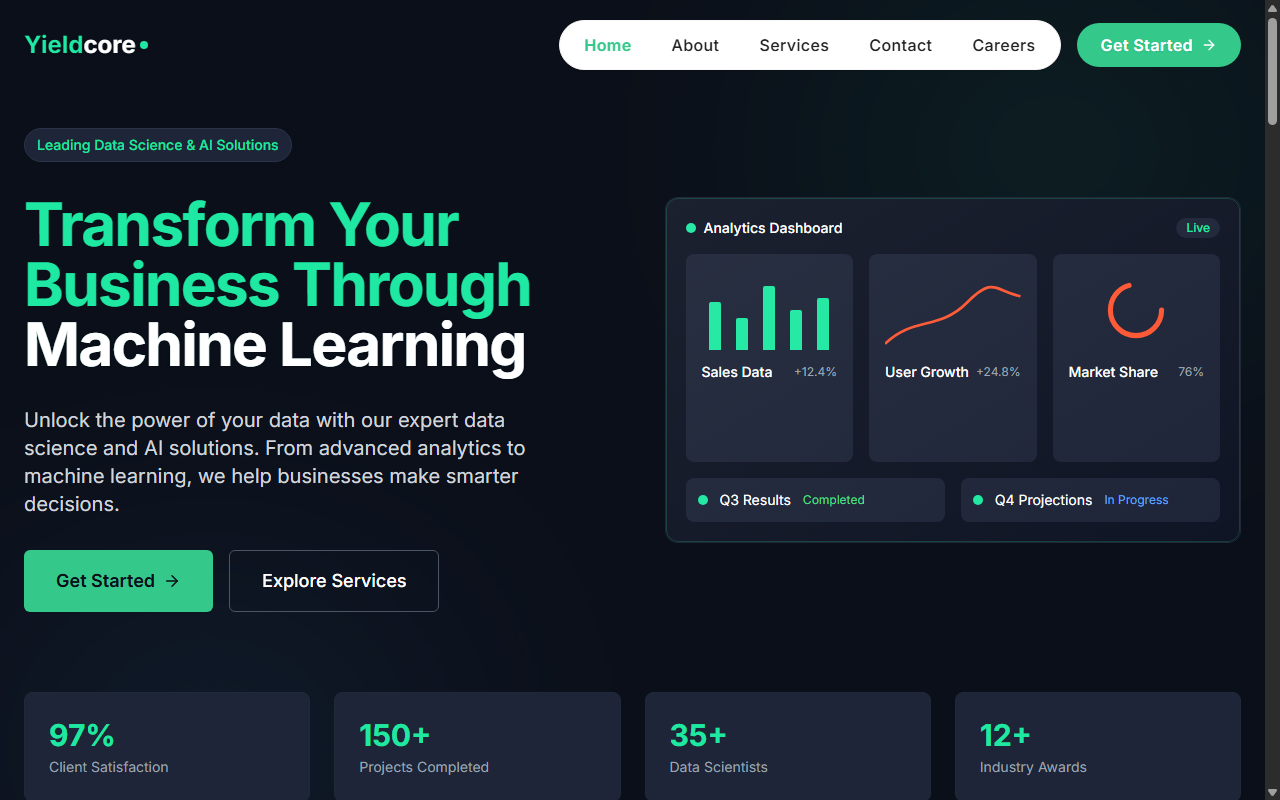 Yieldcore
Home About Services Contact Careers
Get Started
Leading Data Science & AI Solutions
Transform Your
Business Through
Machine Learning
Unlock the power of your data with our expert data
science and AI solutions. From advanced analytics to
machine learning, we help businesses make smarter
decisions.
Get Started
Explore Services
Analytics Dashboard
Live
Sales Data +12.4%
User Growth +24.8%
Market Share 76%
Q3 Results Completed
Q4 Projections In Progress
97%
Client Satisfaction
150+
Projects Completed
35+
Data Scientists
12+
Industry Awards